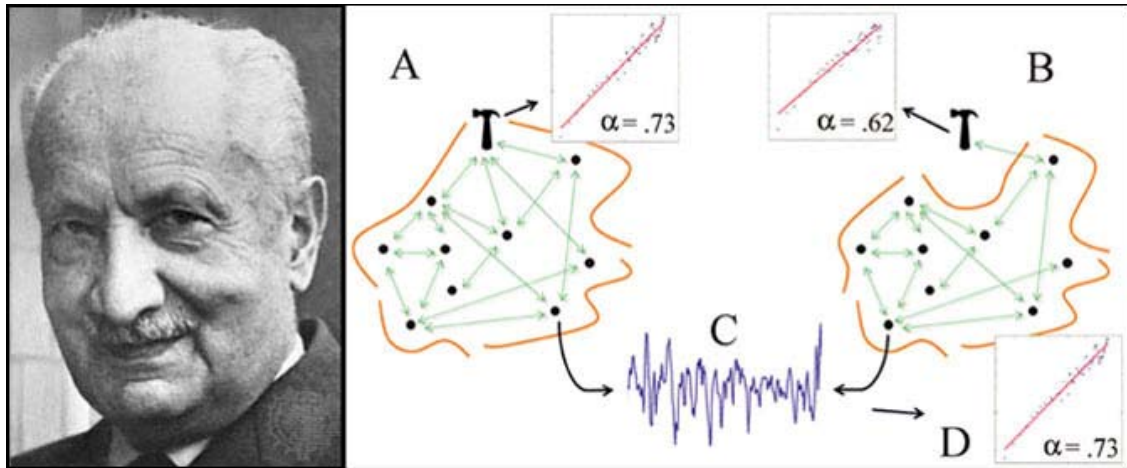 A
B
α = .73
α = .62
C
D
α = .73